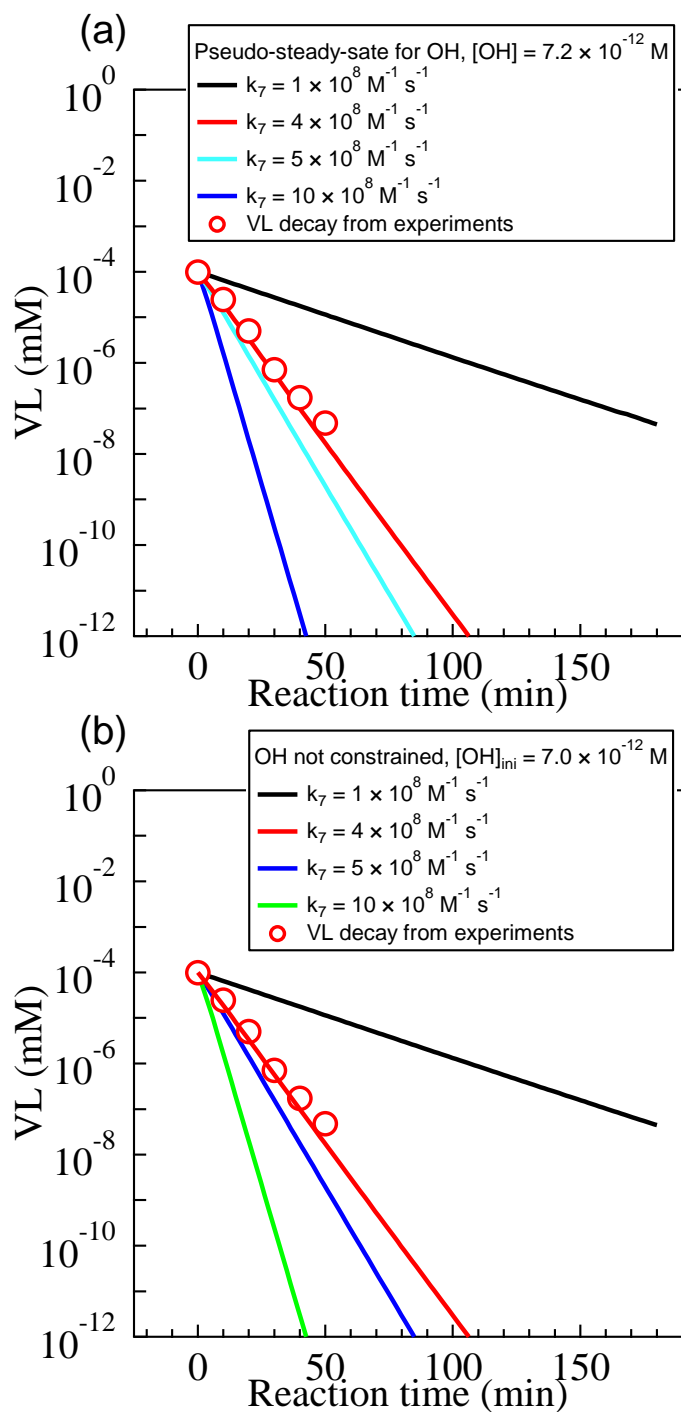 (a)
Pseudo-steady-sate for OH, [OH] = 7.2 × 10⁻¹² M
k₇ = 1 × 10⁸ M⁻¹ s⁻¹
k₇ = 4 × 10⁸ M⁻¹ s⁻¹
k₇ = 5 × 10⁸ M⁻¹ s⁻¹
k₇ = 10 × 10⁸ M⁻¹ s⁻¹
VL decay from experiments
10⁰
10⁻²
10⁻⁴
10⁻⁶
10⁻⁸
10⁻¹⁰
10⁻¹²
VL (mM)
0 50 100 150
Reaction time (min)
(b)
OH not constrained, [OH]ᵢₙᵢ = 7.0 × 10⁻¹² M
k₇ = 1 × 10⁸ M⁻¹ s⁻¹
k₇ = 4 × 10⁸ M⁻¹ s⁻¹
k₇ = 5 × 10⁸ M⁻¹ s⁻¹
k₇ = 10 × 10⁸ M⁻¹ s⁻¹
VL decay from experiments
10⁰
10⁻²
10⁻⁴
10⁻⁶
10⁻⁸
10⁻¹⁰
10⁻¹²
VL (mM)
0 50 100 150
Reaction time (min)